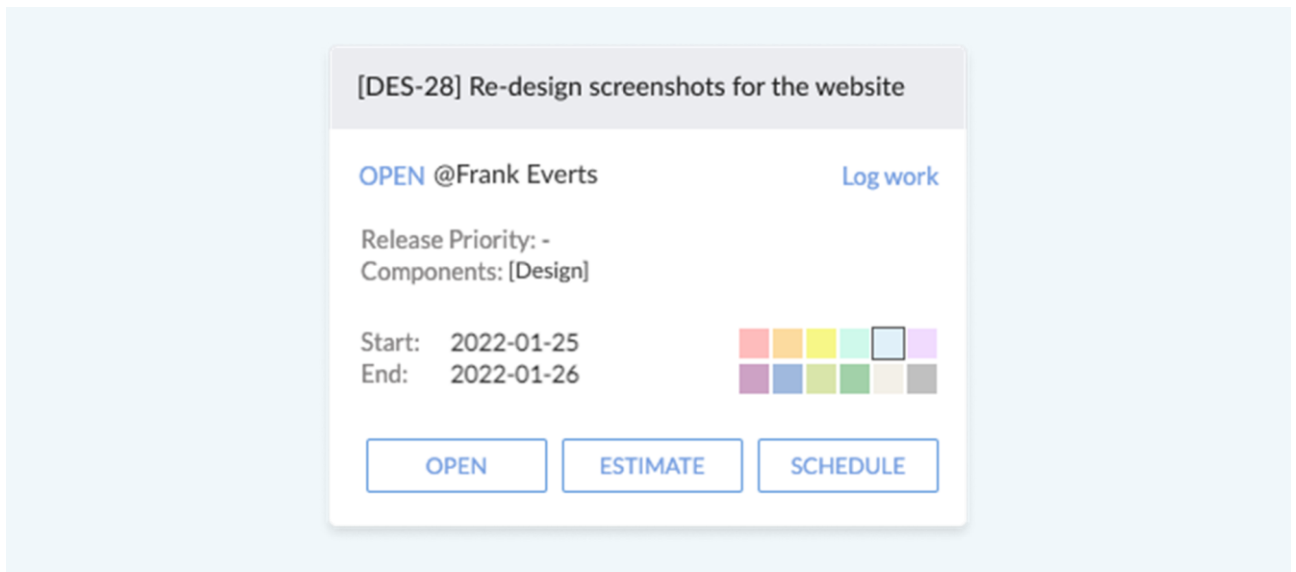 [DES-28] Re-design screenshots for the website
OPEN @Frank Everts Log work
Release Priority: -
Components: [Design]
Start: 2022-01-25
End: 2022-01-26
OPEN ESTIMATE SCHEDULE